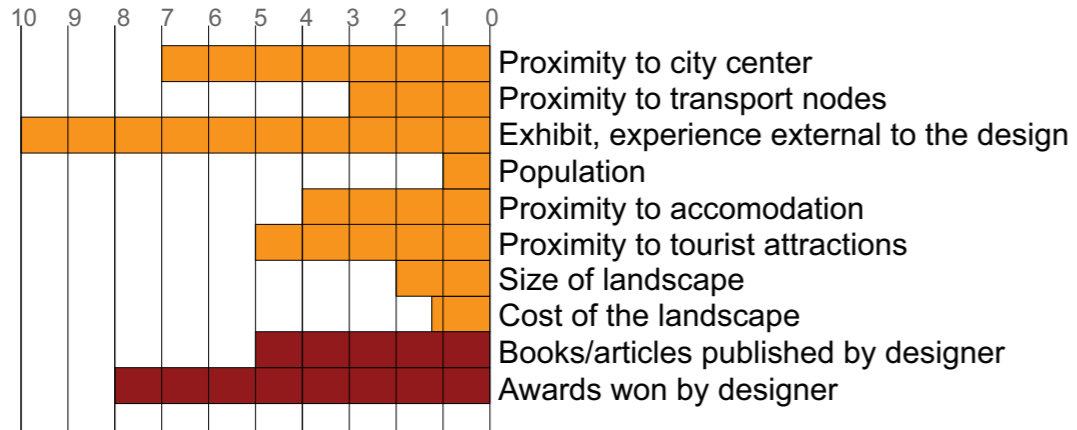 10 9 8 7 6 5 4 3 2 1 0
Proximity to city center
Proximity to transport nodes
Exhibit, experience external to the design
Population
Proximity to accomodation
Proximity to tourist attractions
Size of landscape
Cost of the landscape
Books/articles published by designer
Awards won by designer